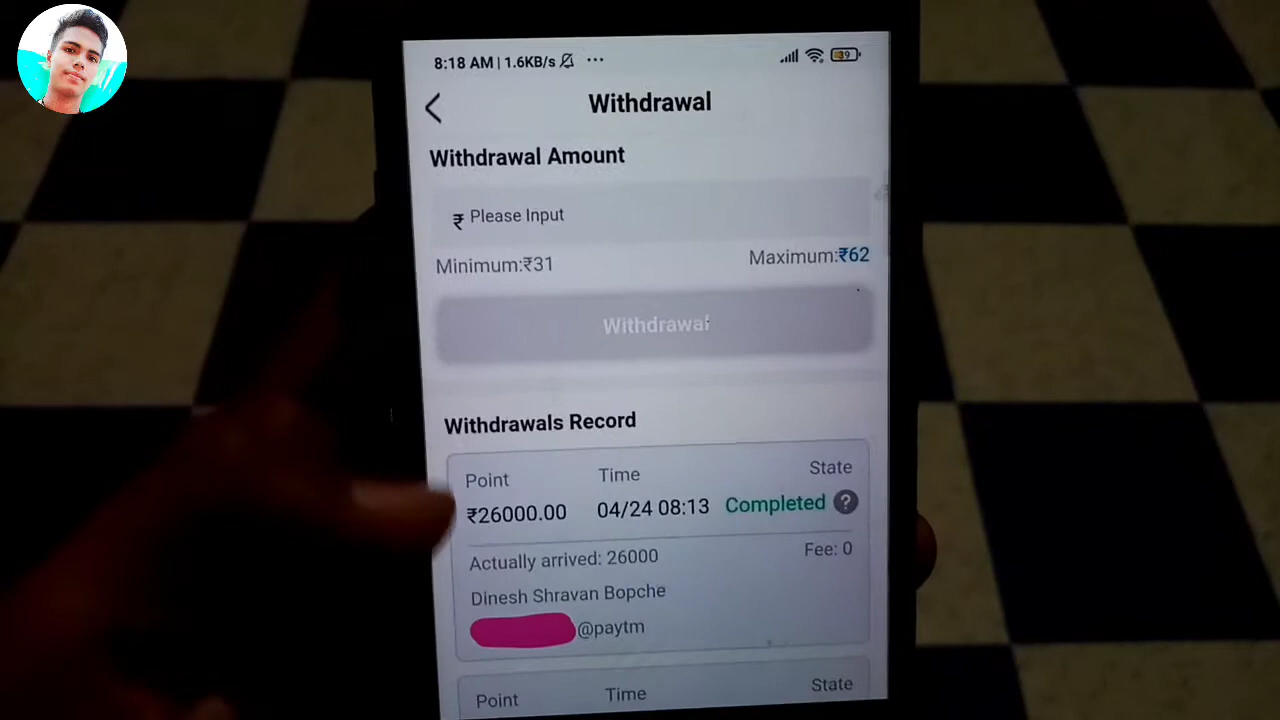 8:18 AM | 1.6KB/s ...
39
Withdrawal
Withdrawal Amount
₹ Please Input
Minimum:₹31 Maximum:₹62
Withdrawal
Withdrawals Record
Point Time State
₹26000.00 04/24 08:13 Completed ?
Actually arrived: 26000 Fee: 0
Dinesh Shravan Bopche
@paytm
Point Time State